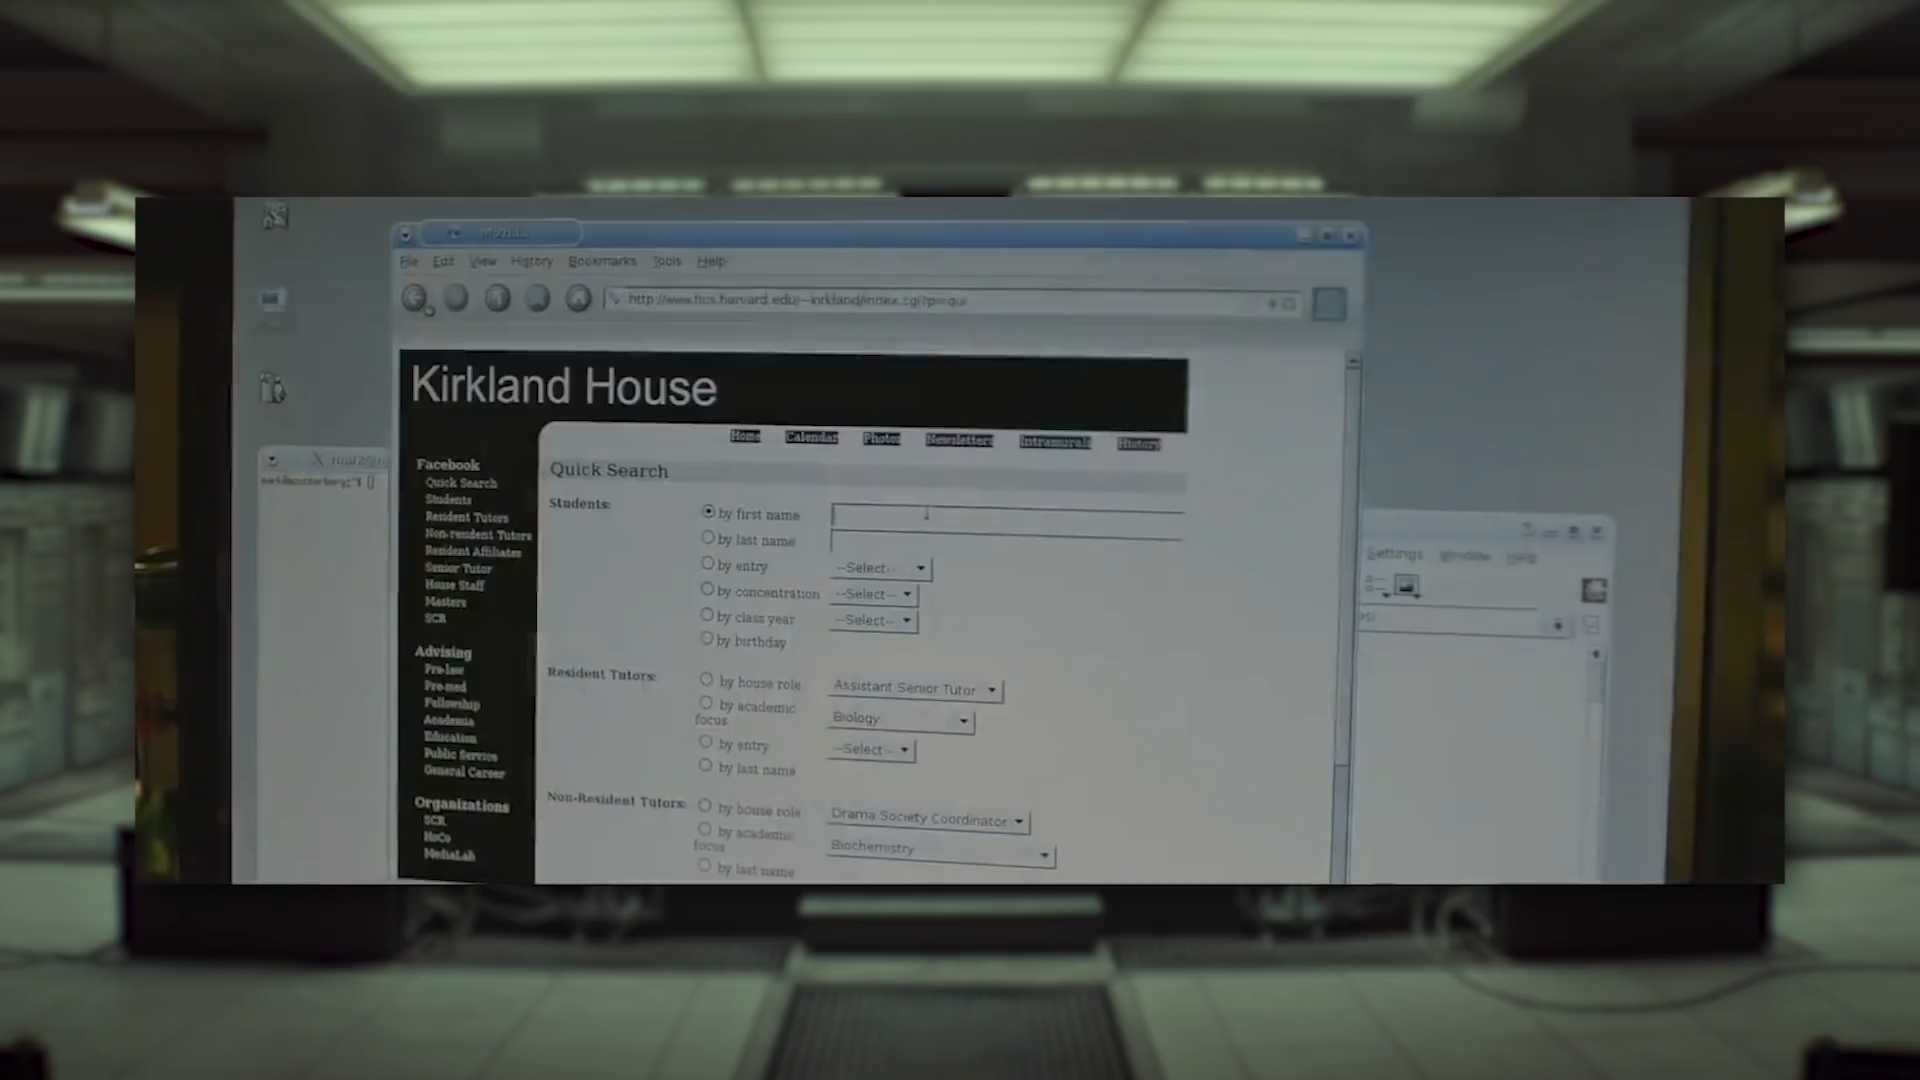 Mozilla
File Edit View History Bookmarks Tools Help
Kirkland House
Home Calendar Photos Newsletters Intramurals History
Facebook
Quick Search
Students
Resident Tutors
Non-resident Tutors
Resident Affiliates
Senior Tutor
House Staff
Masters
SCR
Advising
Pre-law
Pre-med
Fellowship
Academia
Education
Public Service
General Career
Organizations
SCR
HoCo
MediaLab
Quick Search
Students:
by first name
by last name
by entry --Select--
by concentration --Select--
by class year --Select--
by birthday
Resident Tutors:
by house role Assistant Senior Tutor
by academic focus Biology
by entry --Select--
by last name
Non-Resident Tutors:
by house role Drama Society Coordinator
by academic focus Biochemistry
by last name
Settings Window Help